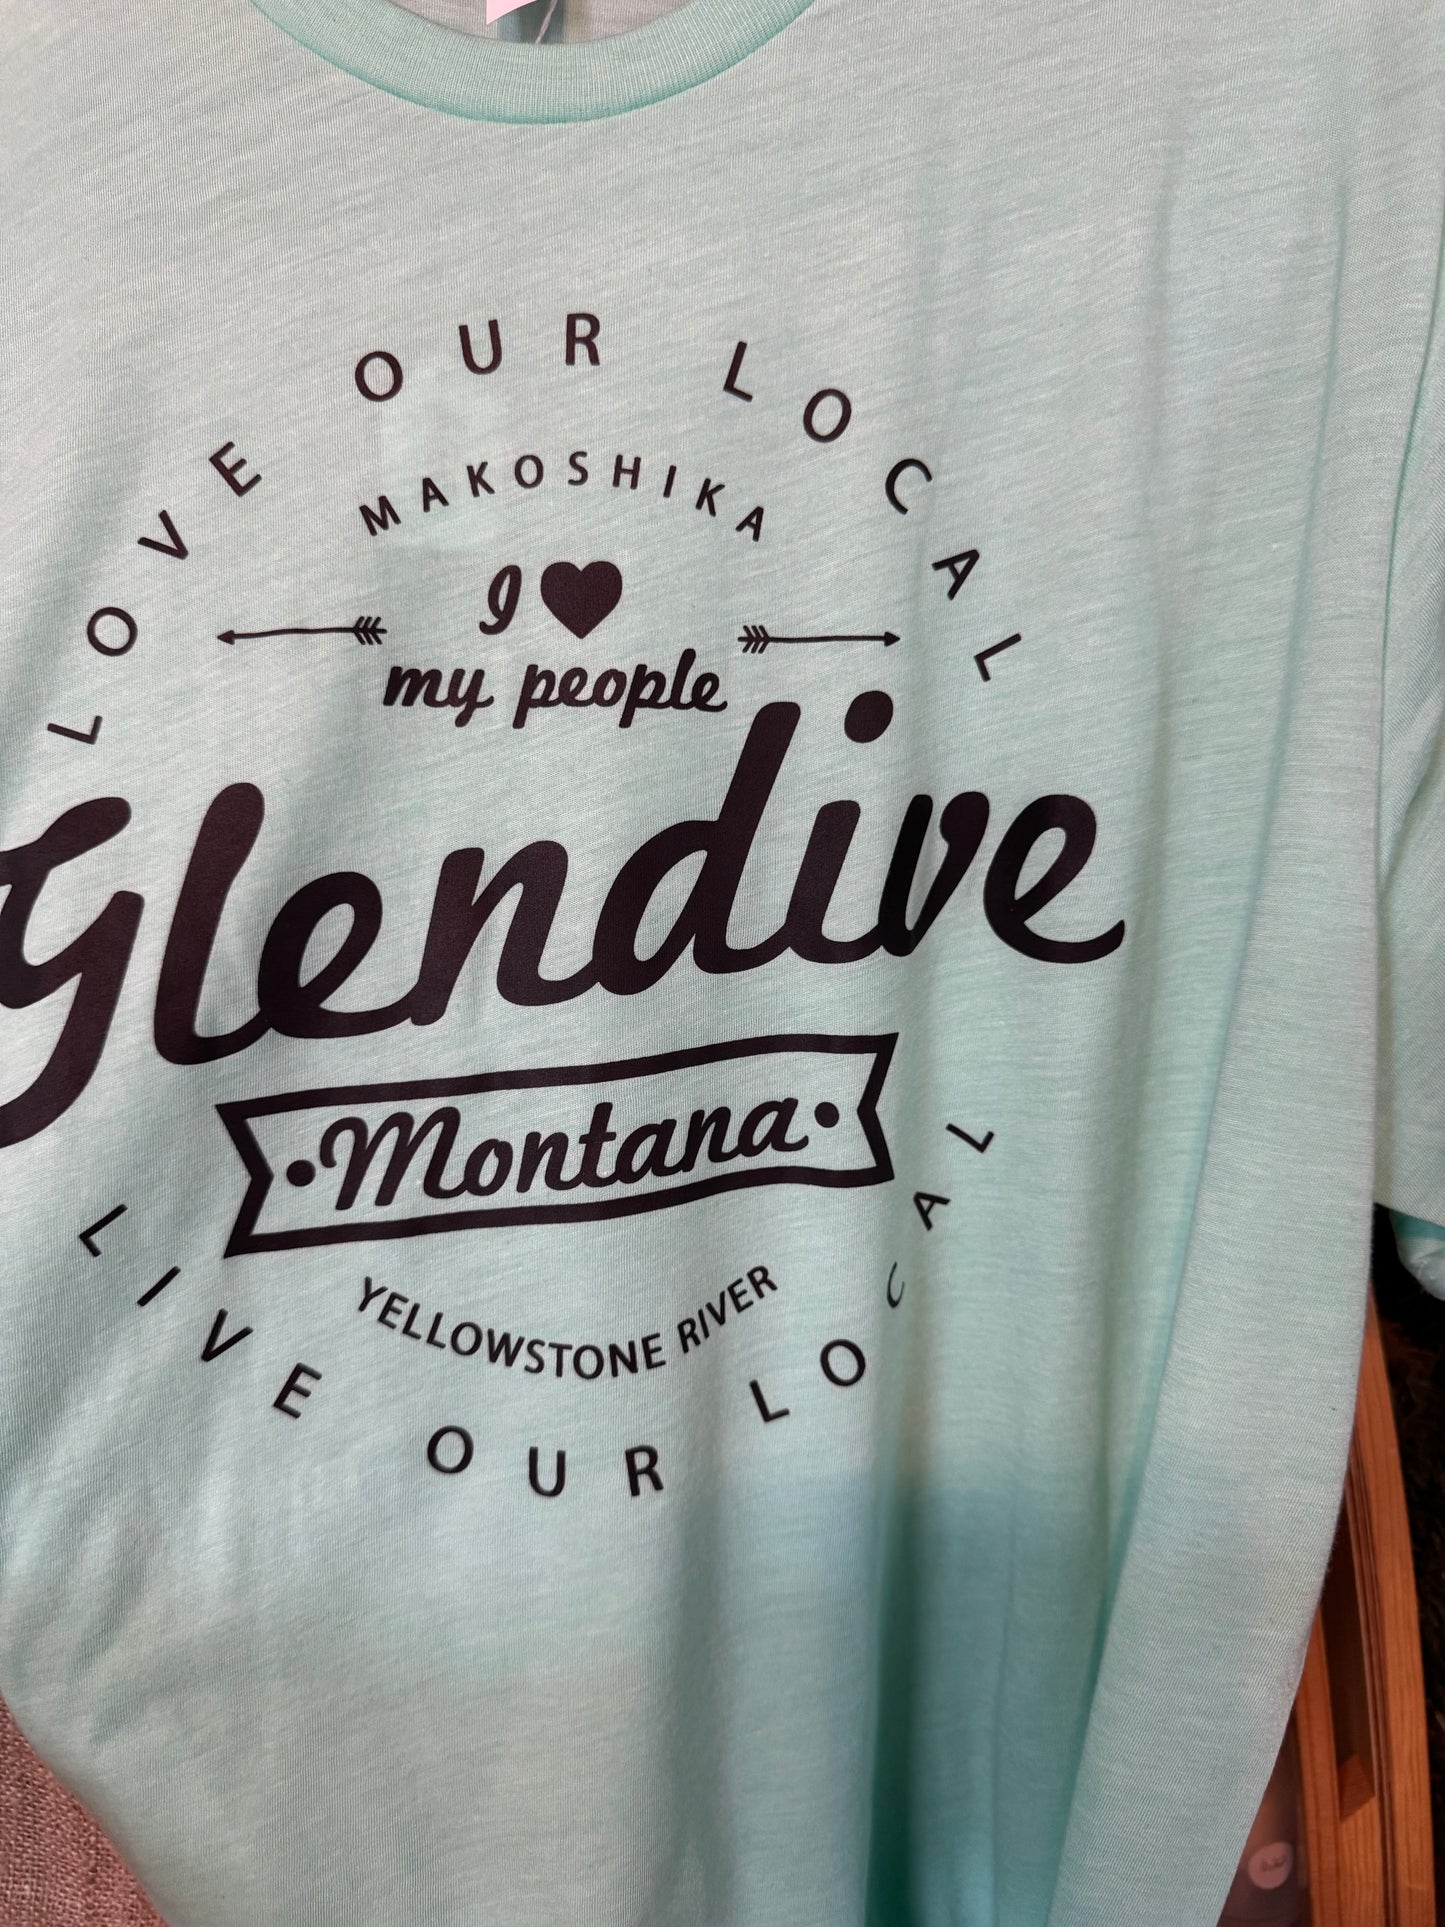 LOVE OUR LOCAL
MAKOSHIKA
I ♥
my people
Glendive
•Montana•
YELLOWSTONE RIVER
LIVE OUR LOCAL